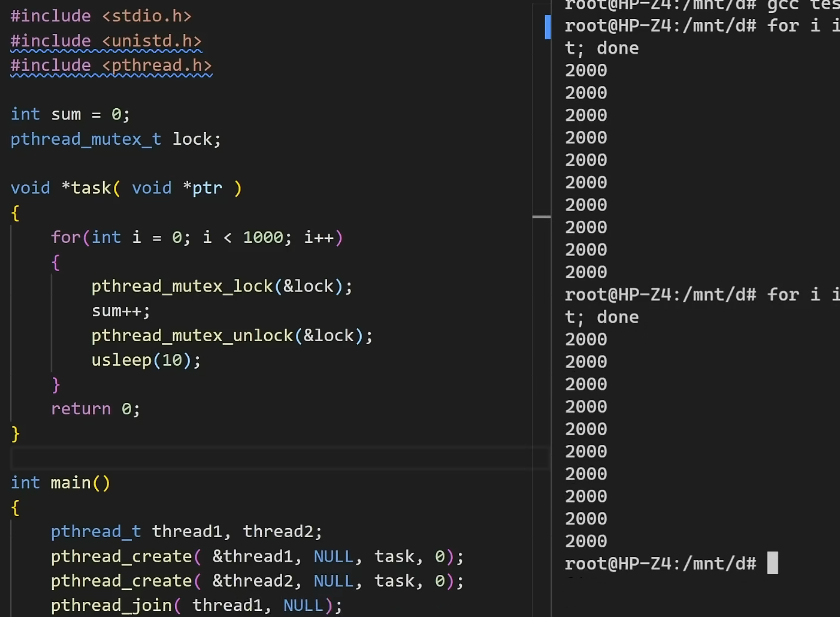 #include <stdio.h>
#include <unistd.h>
#include <pthread.h>
int sum = 0;
pthread_mutex_t lock;
void *task( void *ptr )
{
for(int i = 0; i < 1000; i++)
{
pthread_mutex_lock(&lock);
sum++;
pthread_mutex_unlock(&lock);
usleep(10);
}
return 0;
}
int main()
{
pthread_t thread1, thread2;
pthread_create( &thread1, NULL, task, 0);
pthread_create( &thread2, NULL, task, 0);
pthread_join( thread1, NULL);
root@HP-Z4:/mnt/d# gcc tes
root@HP-Z4:/mnt/d# for i i
t; done
2000
2000
2000
2000
2000
2000
2000
2000
2000
2000
root@HP-Z4:/mnt/d# for i i
t; done
2000
2000
2000
2000
2000
2000
2000
2000
2000
2000
root@HP-Z4:/mnt/d#